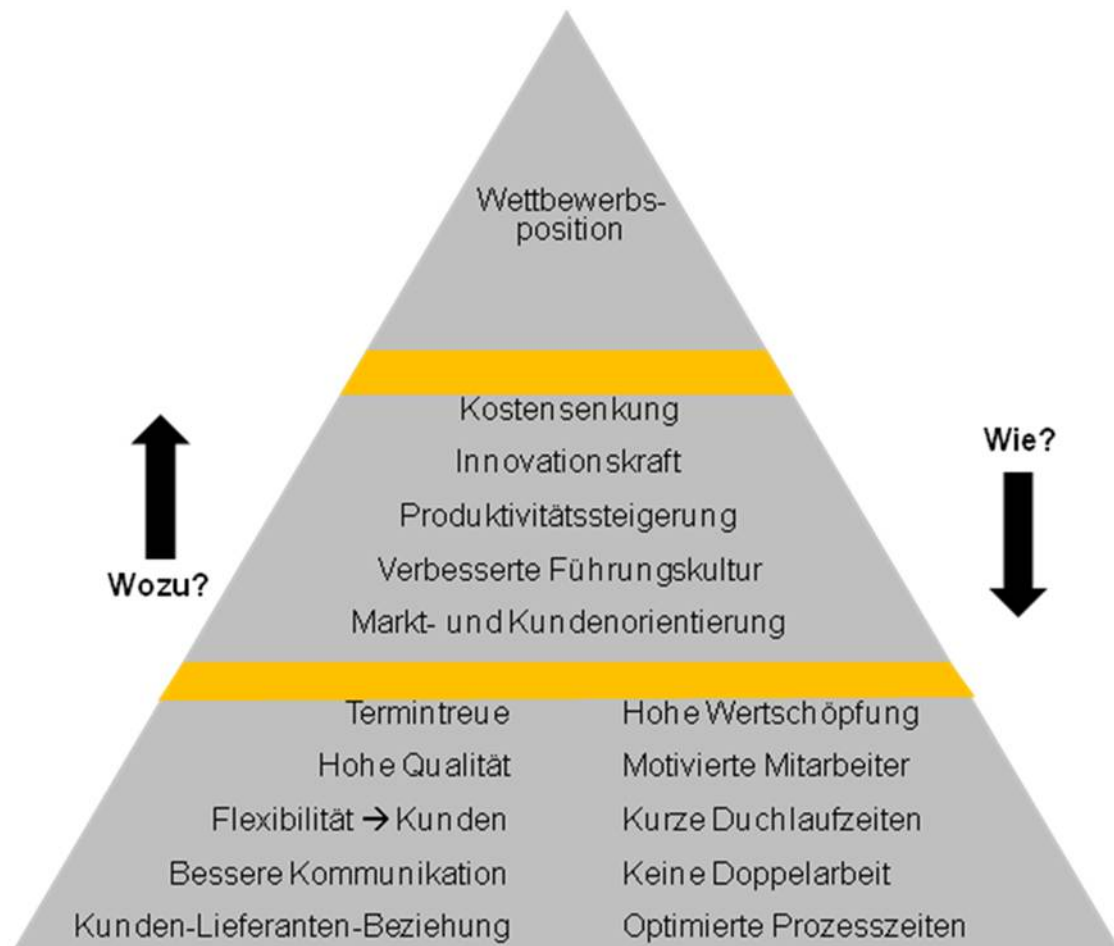 Wettbewerbs-
position
Kostensenkung
Wie?
Innovationskraft
Produktivitätssteigerung
Verbesserte Führungskultur
Wozu?
Markt- und Kundenorientierung
Termintreue Hohe Wertschöpfung
Hohe Qualität Motivierte Mitarbeiter
Flexibilität → Kunden Kurze Duchlaufzeiten
Bessere Kommunikation Keine Doppelarbeit
Kunden-Lieferanten-Beziehung Optimierte Prozesszeiten